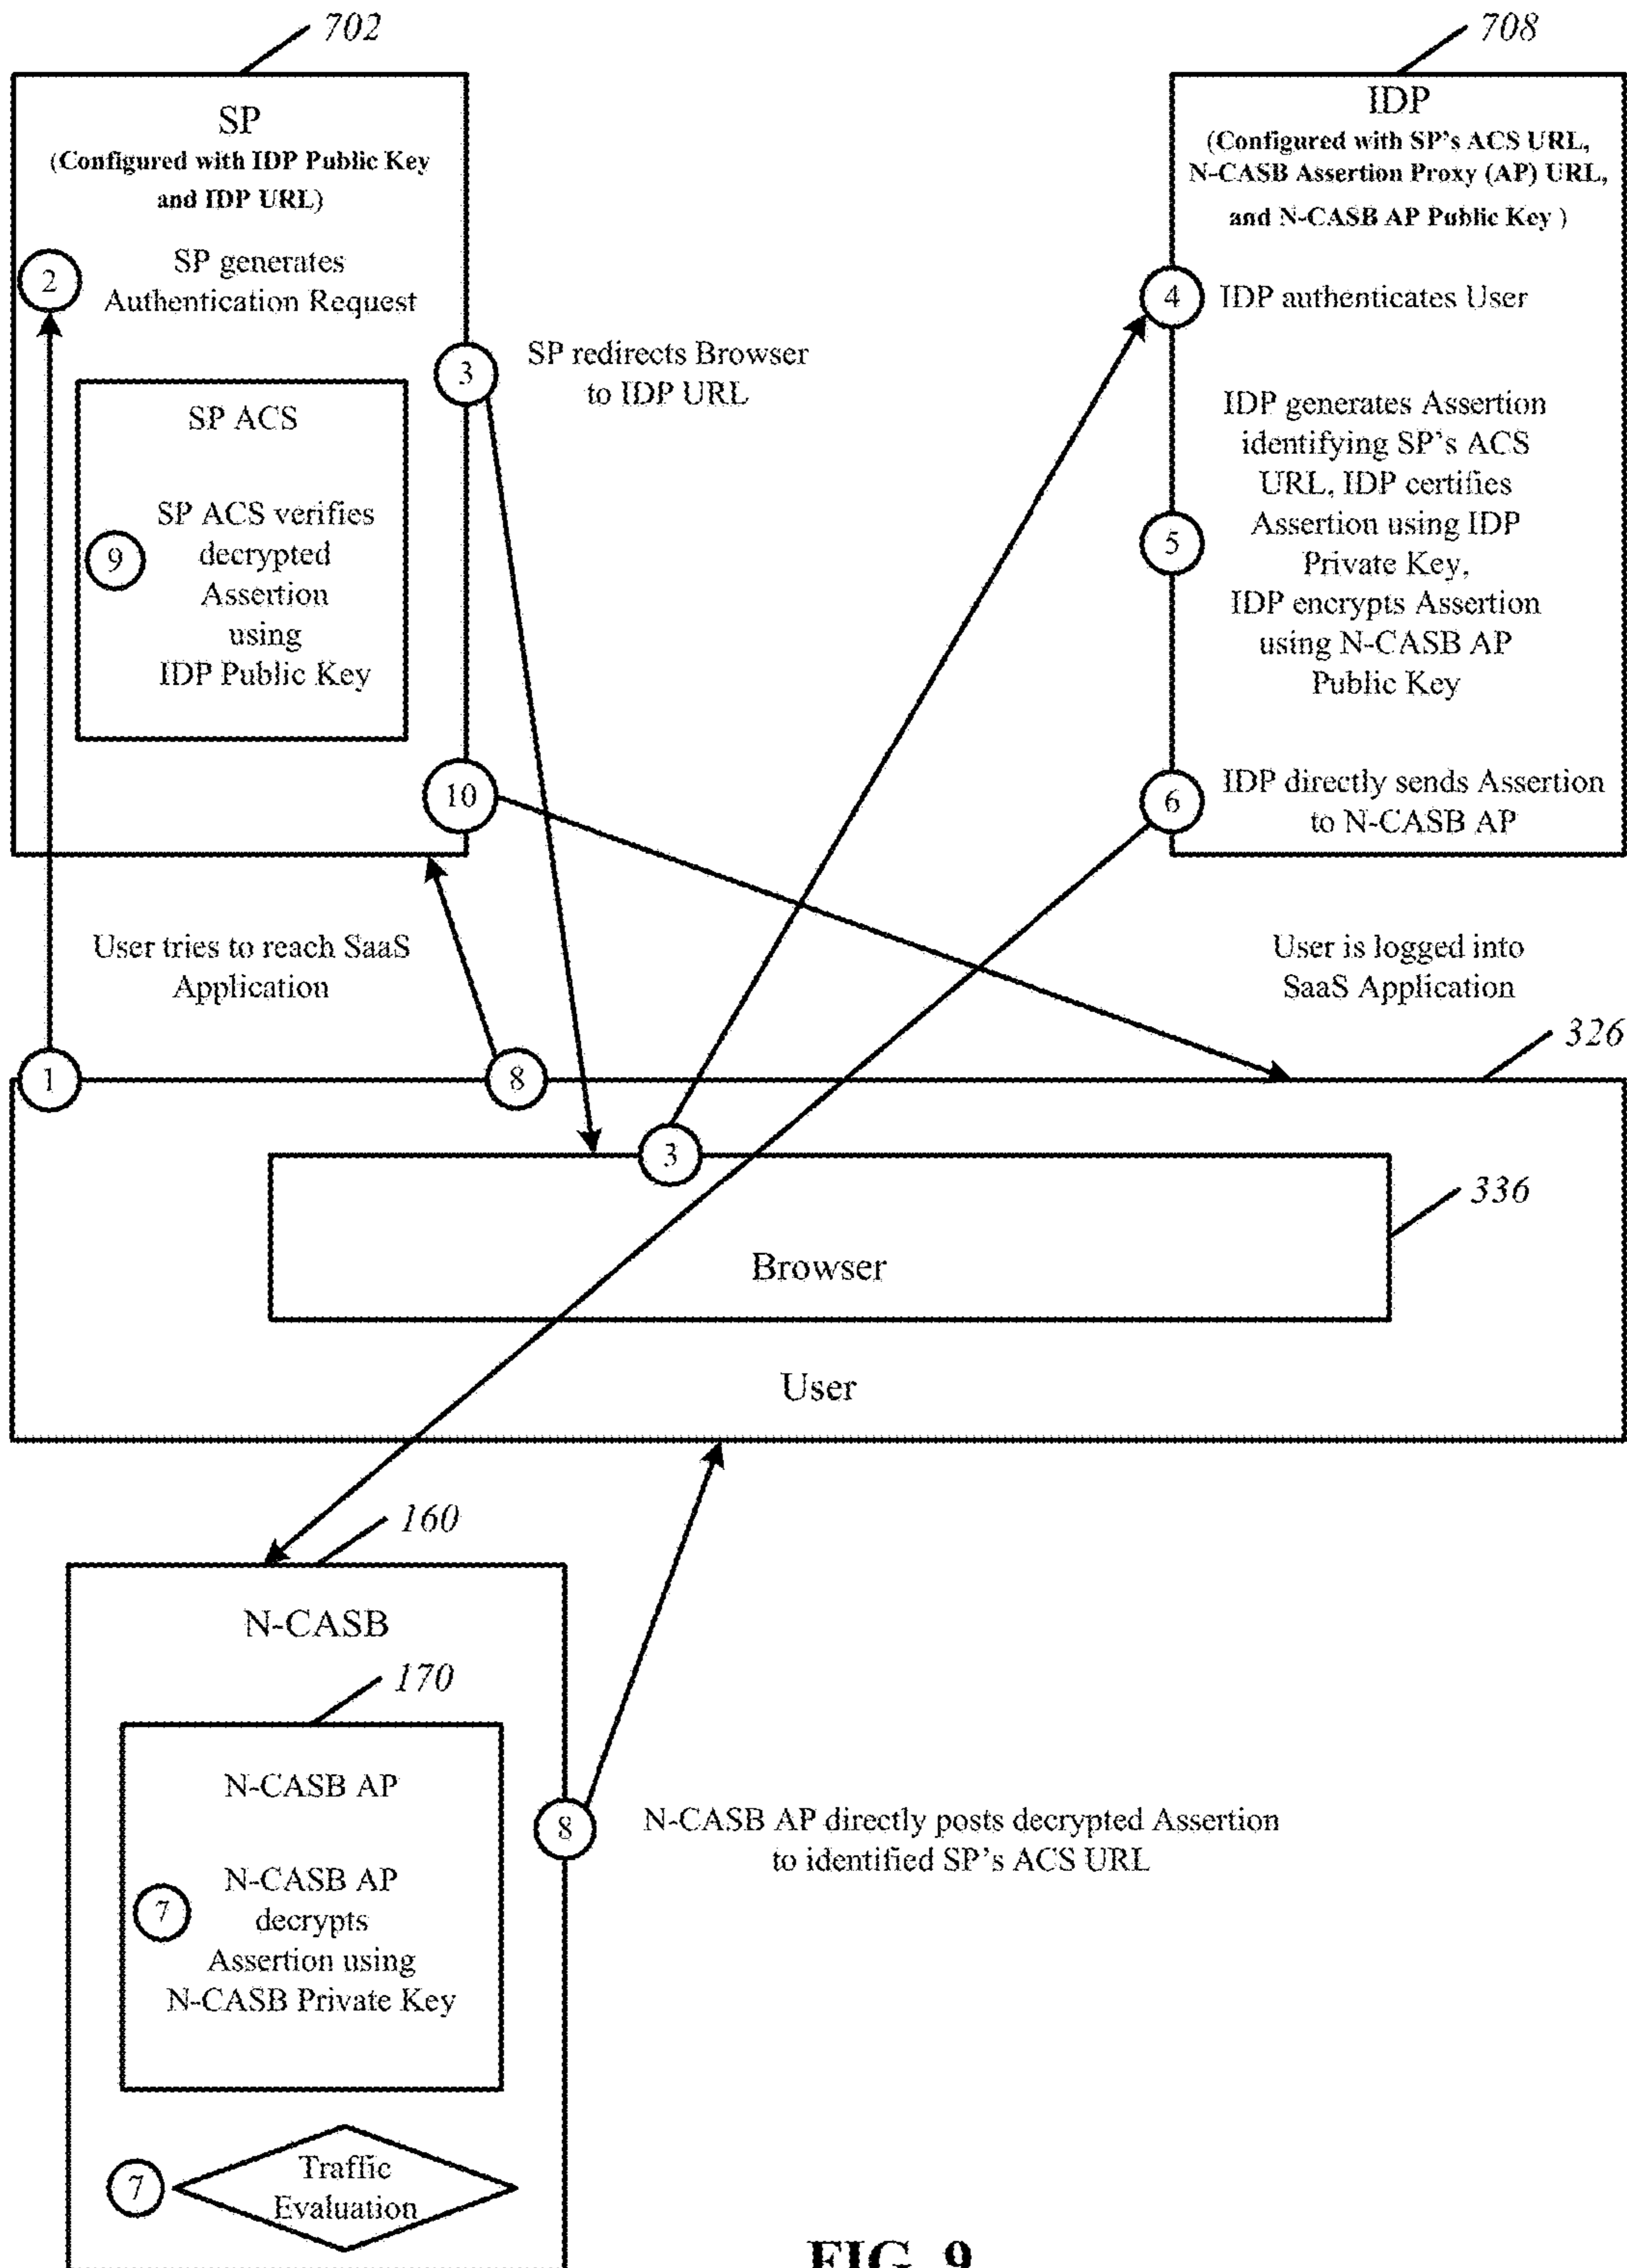 702
708
SP
(Configured with IDP Public Key
and IDP URL)
2
SP generates
Authentication Request
3
SP redirects Browser
to IDP URL
SP ACS
9
SP ACS verifies
decrypted
Assertion
using
IDP Public Key
10
IDP
(Configured with SP's ACS URL,
N-CASB Assertion Proxy (AP) URL,
and N-CASB AP Public Key )
4
IDP authenticates User
5
IDP generates Assertion
identifying SP's ACS
URL, IDP certifies
Assertion using IDP
Private Key,
IDP encrypts Assertion
using N-CASB AP
Public Key
6
IDP directly sends Assertion
to N-CASB AP
User tries to reach SaaS
Application
User is logged into
SaaS Application
326
1
8
3
336
Browser
User
160
N-CASB
170
N-CASB AP
7
N-CASB AP
decrypts
Assertion using
N-CASB Private Key
8
N-CASB AP directly posts decrypted Assertion
to identified SP's ACS URL
7
Traffic
Evaluation
FIG. 9